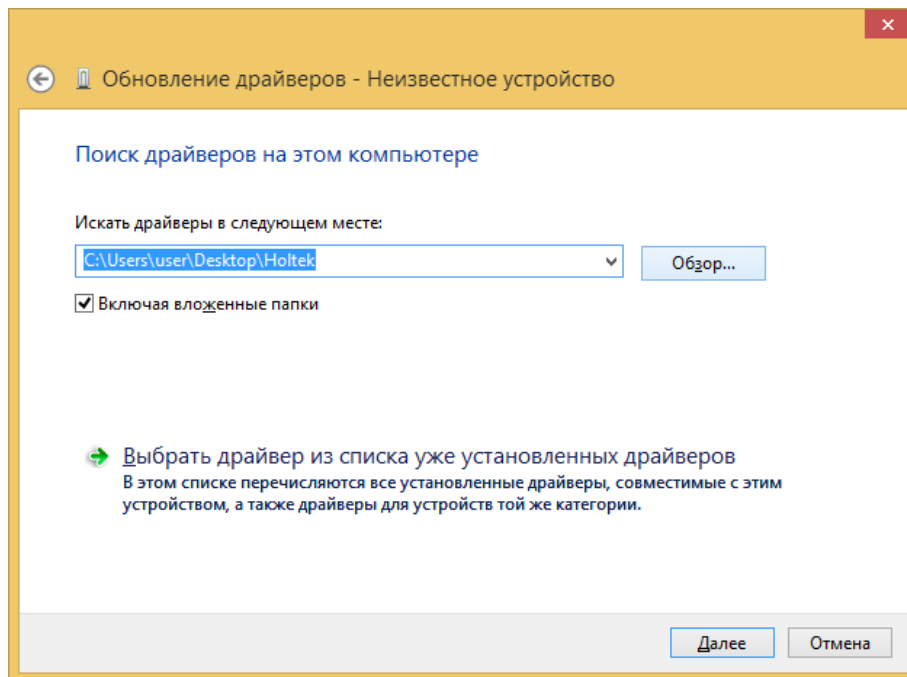 Обновление драйверов - Неизвестное устройство
Поиск драйверов на этом компьютере
Искать драйверы в следующем месте:
C:\Users\user\Desktop\Holtek
Обзор...
Включая вложенные папки
Выбрать драйвер из списка уже установленных драйверов
В этом списке перечисляются все установленные драйверы, совместимые с этим
устройством, а также драйверы для устройств той же категории.
Далее
Отмена